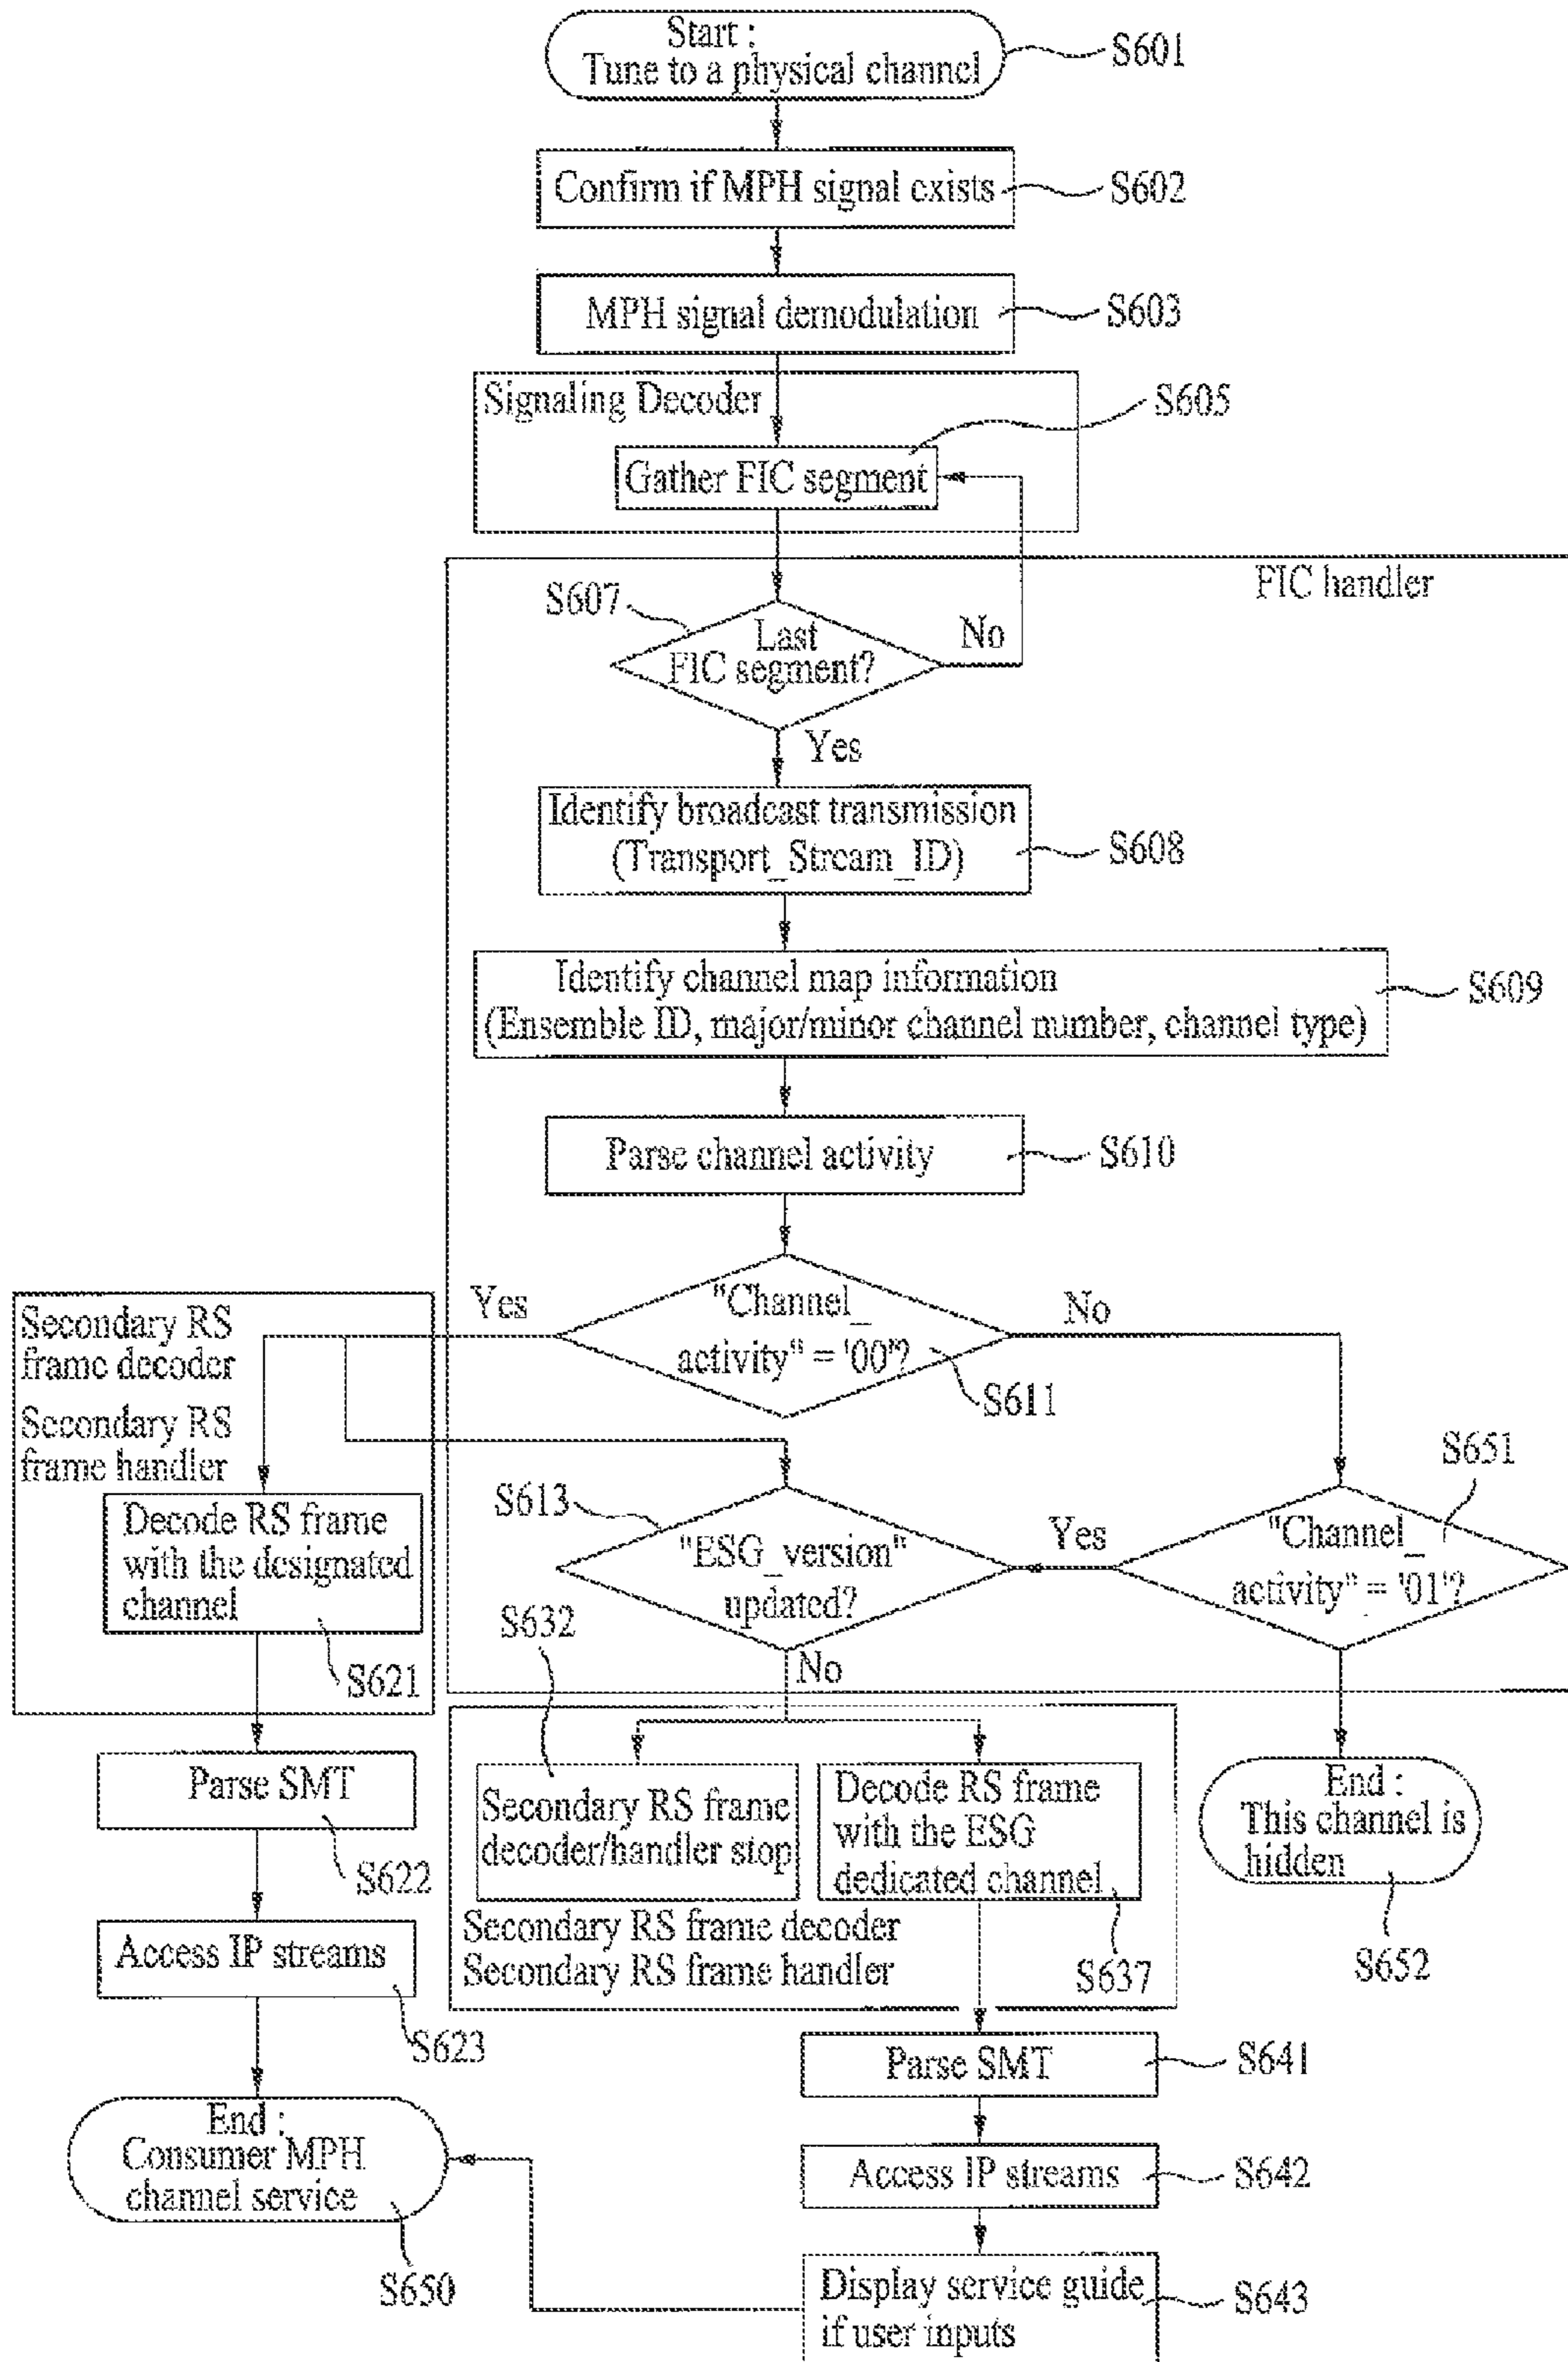 Start :
Tune to a physical channel
S601
Confirm if MPH signal exists
S602
MPH signal demodulation
S603
Signaling Decoder
S605
Gather FIC segment
FIC handler
S607
Last
FIC segment?
No
Yes
Identify broadcast transmission
(Transport_Stream_ID)
S608
Identify channel map information
(Ensemble ID, major/minor channel number, channel type)
S609
Parse channel activity
S610
Yes
"Channel_
activity" = '00'?
No
S611
Secondary RS
frame decoder
Secondary RS
frame handler
Decode RS frame
with the designated
channel
S621
S613
"ESG_version"
updated?
Yes
S651
"Channel_
activity" = '01'?
S632
No
Parse SMT
S622
Secondary RS frame
decoder/handler stop
Decode RS frame
with the ESG
dedicated channel
Secondary RS frame decoder
Secondary RS frame handler
S637
End :
This channel is
hidden
S652
Access IP streams
S623
Parse SMT
S641
End :
Consumer MPH
channel service
S650
Access IP streams
S642
Display service guide
if user inputs
S643